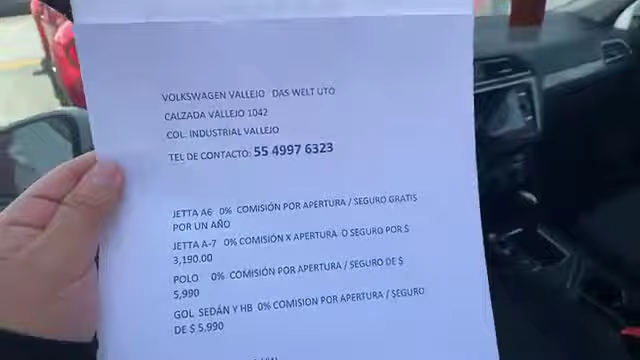 VOLKSWAGEN VALLEJO DAS WELT UTO
CALZADA VALLEJO 1042
COL. INDUSTRIAL VALLEJO
TEL DE CONTACTO: 55 4997 6323
JETTA A6 0% COMISIÓN POR APERTURA / SEGURO GRATIS
POR UN AÑO
JETTA A-7 0% COMISIÓN X APERTURA O SEGURO POR $
3,190.00
POLO 0% COMISIÓN POR APERTURA / SEGURO DE $
5,990
GOL SEDÁN Y HB 0% COMISION POR APERTURA / SEGURO
DE $ 5,990